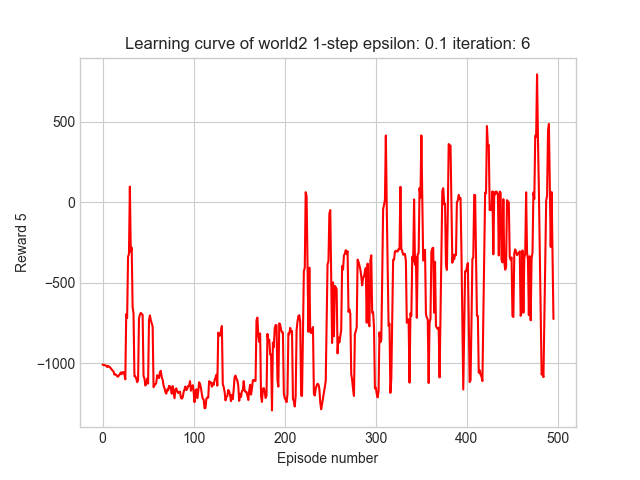 Learning curve of world2 1-step epsilon: 0.1 iteration: 6
500
0
−500
−1000
Reward 5
0 100 200 300 400 500
Episode number